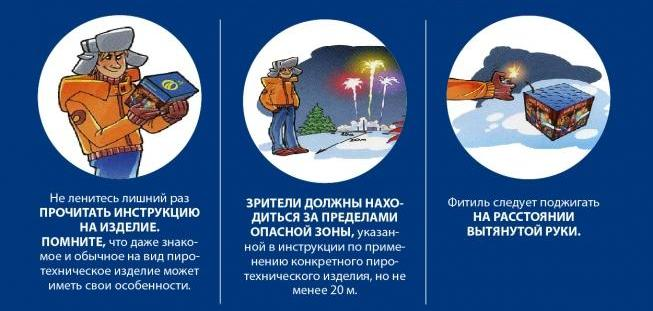 Не ленитесь лишний раз
ПРОЧИТАТЬ ИНСТРУКЦИЮ
НА ИЗДЕЛИЕ.
ПОМНИТЕ, что даже знако-
мое и обычное на вид пиро-
техническое изделие может
иметь свои особенности.
ЗРИТЕЛИ ДОЛЖНЫ НАХО-
ДИТЬСЯ ЗА ПРЕДЕЛАМИ
ОПАСНОЙ ЗОНЫ, указан-
ной в инструкции по приме-
нению конкретного пиро-
технического изделия, но не
менее 20 м.
Фитиль следует поджигать
НА РАССТОЯНИИ
ВЫТЯНУТОЙ РУКИ.